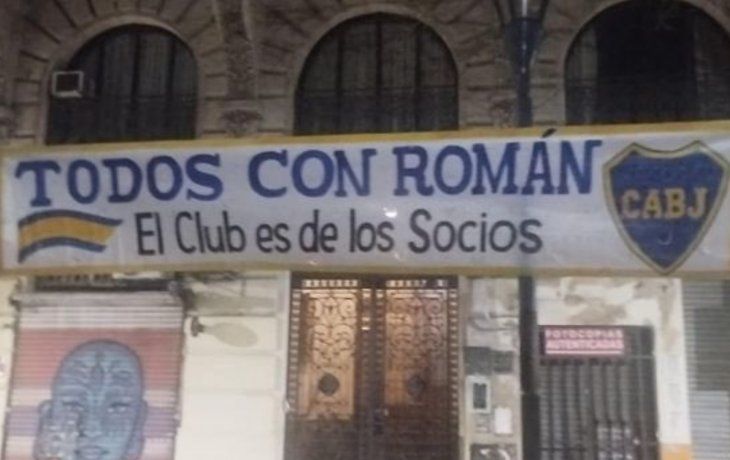 TODOS CON ROMÁN
El Club es de los Socios
CABJ
FOTOCOPIAS
AUTENTICADAS